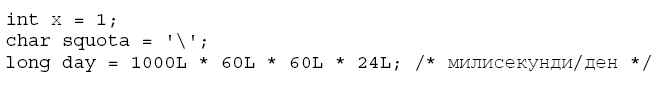 int x = 1;
char squota = '\';
long day = 1000L * 60L * 60L * 24L; /* милисекунди/ден */